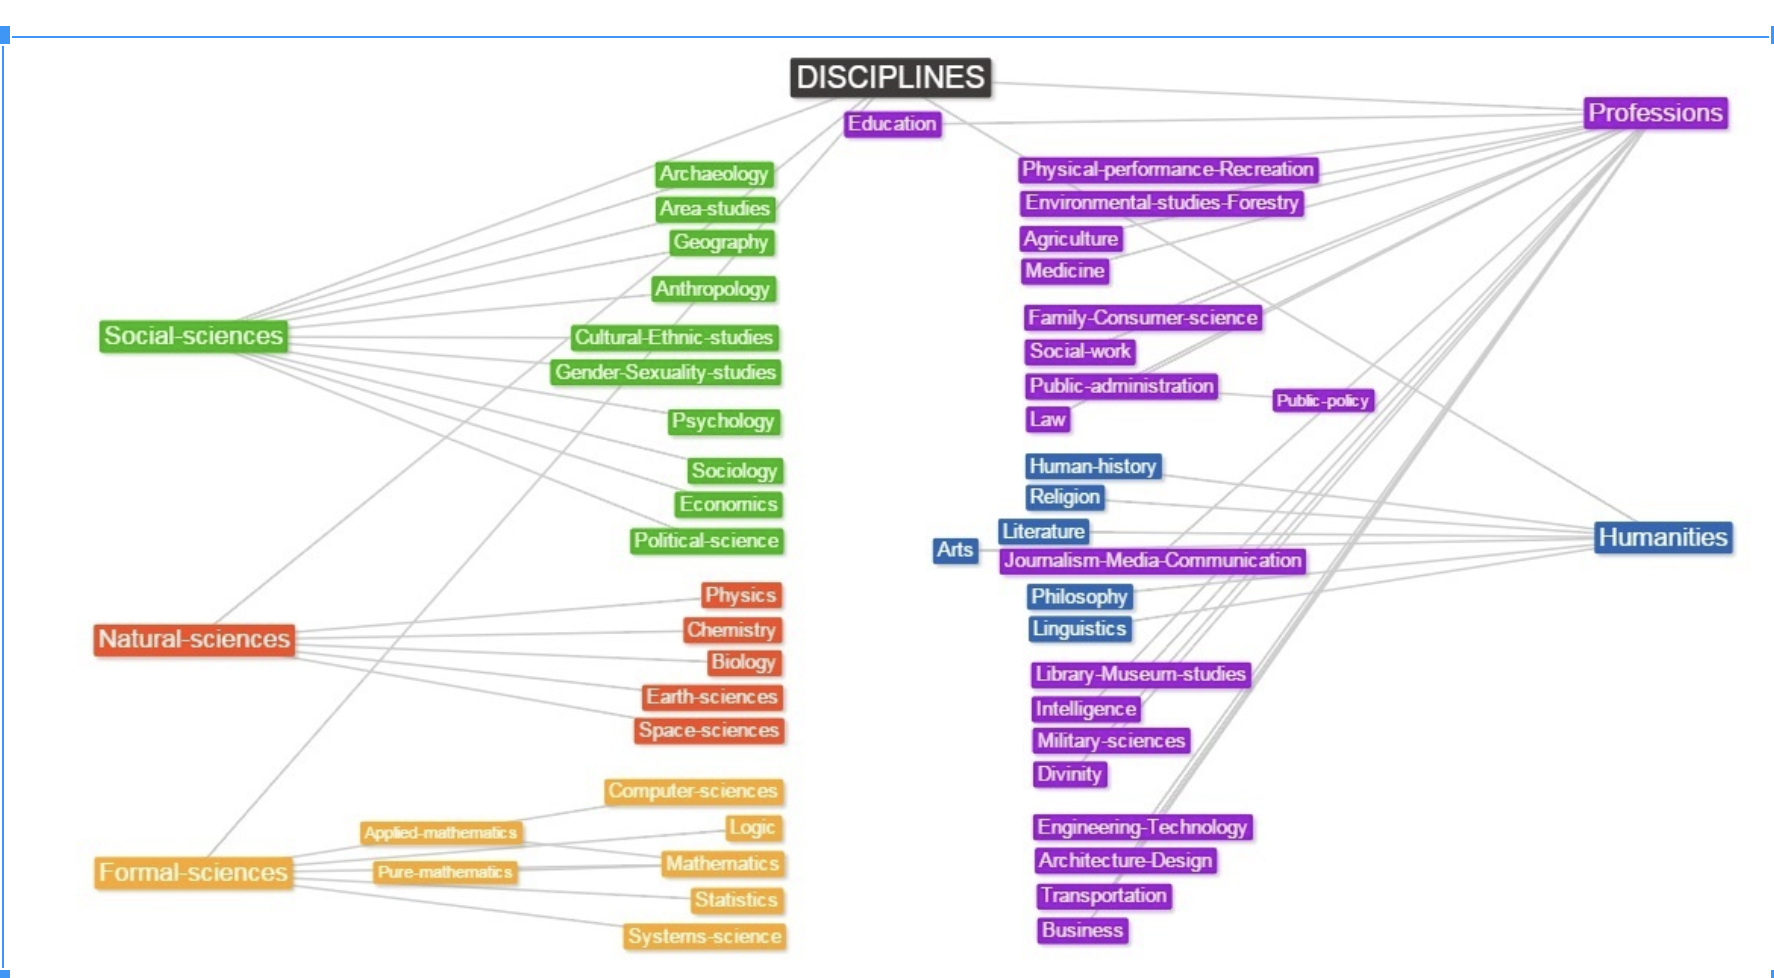 DISCIPLINES
Education
Professions
Archaeology
Area-studies
Geography
Anthropology
Social-sciences
Cultural-Ethnic-studies
Gender-Sexuality-studies
Psychology
Sociology
Economics
Political-science
Physics
Natural-sciences
Chemistry
Biology
Earth-sciences
Space-sciences
Computer-sciences
Applied-mathematics
Logic
Formal-sciences
Pure-mathematics
Mathematics
Statistics
Systems-science
Physical-performance-Recreation
Environmental-studies-Forestry
Agriculture
Medicine
Family-Consumer-science
Social-work
Public-administration
Public-policy
Law
Human-history
Religion
Literature
Arts
Humanities
Journalism-Media-Communication
Philosophy
Linguistics
Library-Museum-studies
Intelligence
Military-sciences
Divinity
Engineering-Technology
Architecture-Design
Transportation
Business